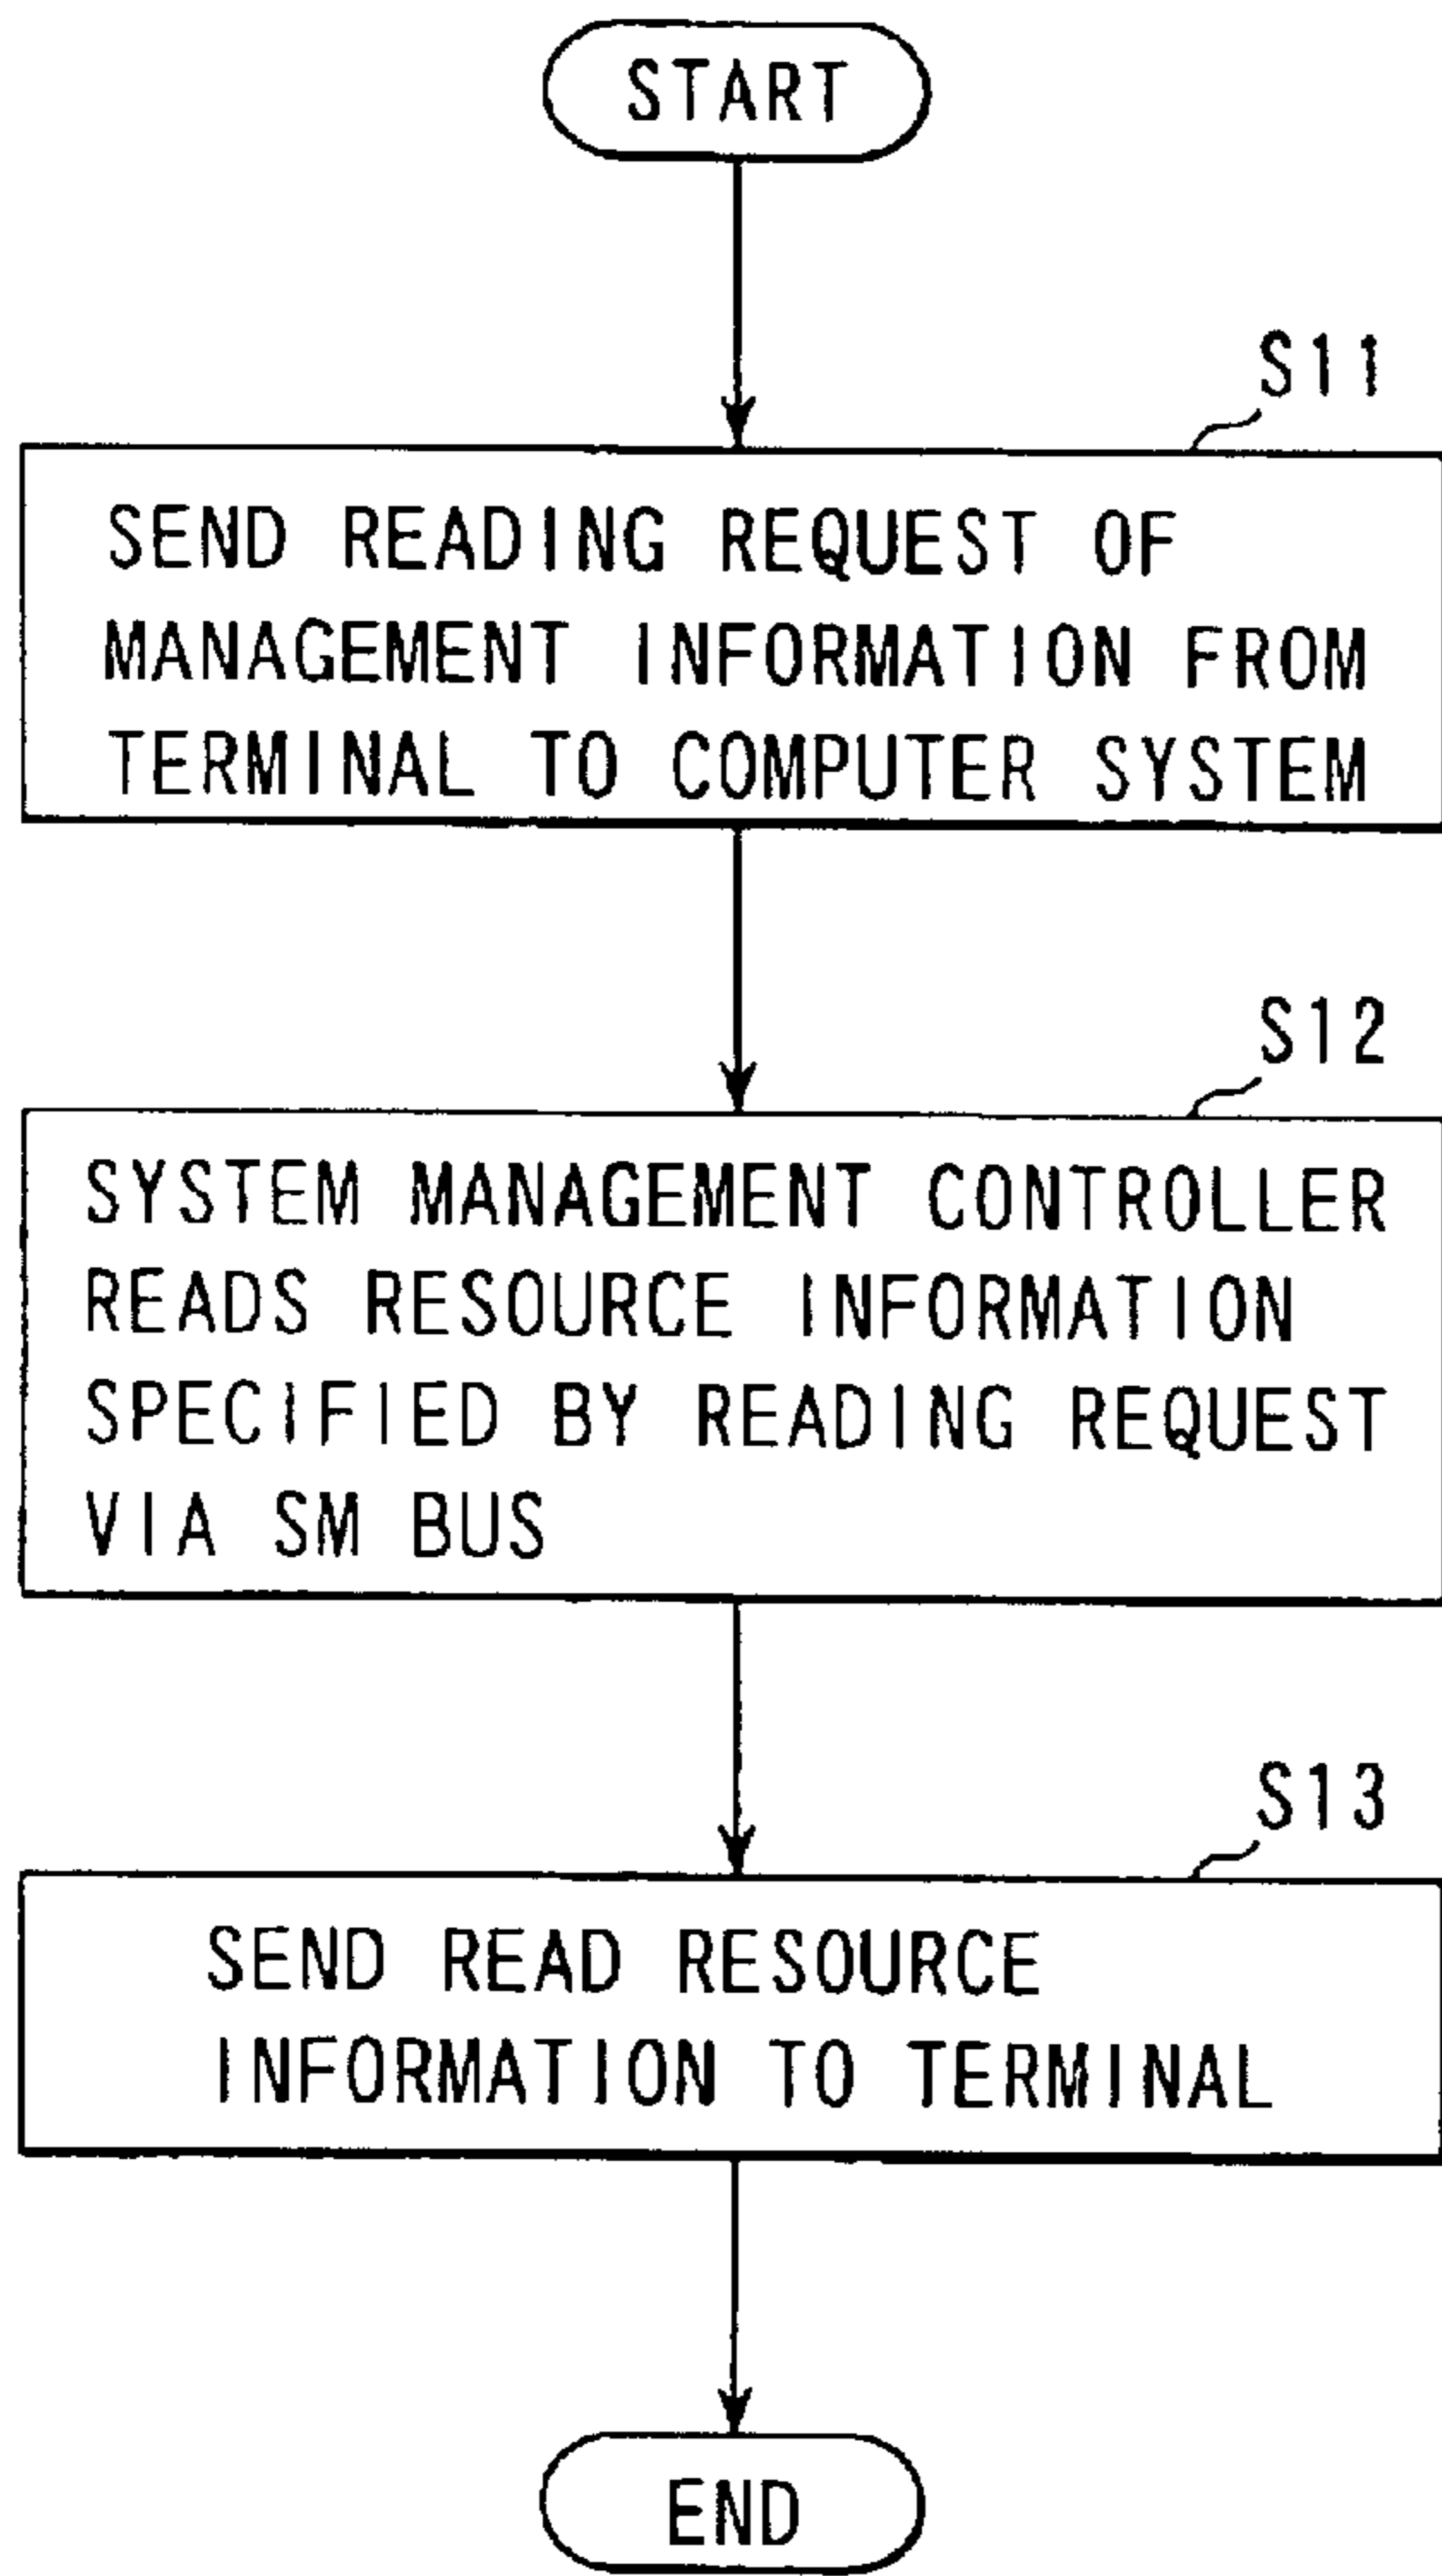 START
S11
SEND READING REQUEST OF
MANAGEMENT INFORMATION FROM
TERMINAL TO COMPUTER SYSTEM
S12
SYSTEM MANAGEMENT CONTROLLER
READS RESOURCE INFORMATION
SPECIFIED BY READING REQUEST
VIA SM BUS
S13
SEND READ RESOURCE
INFORMATION TO TERMINAL
END